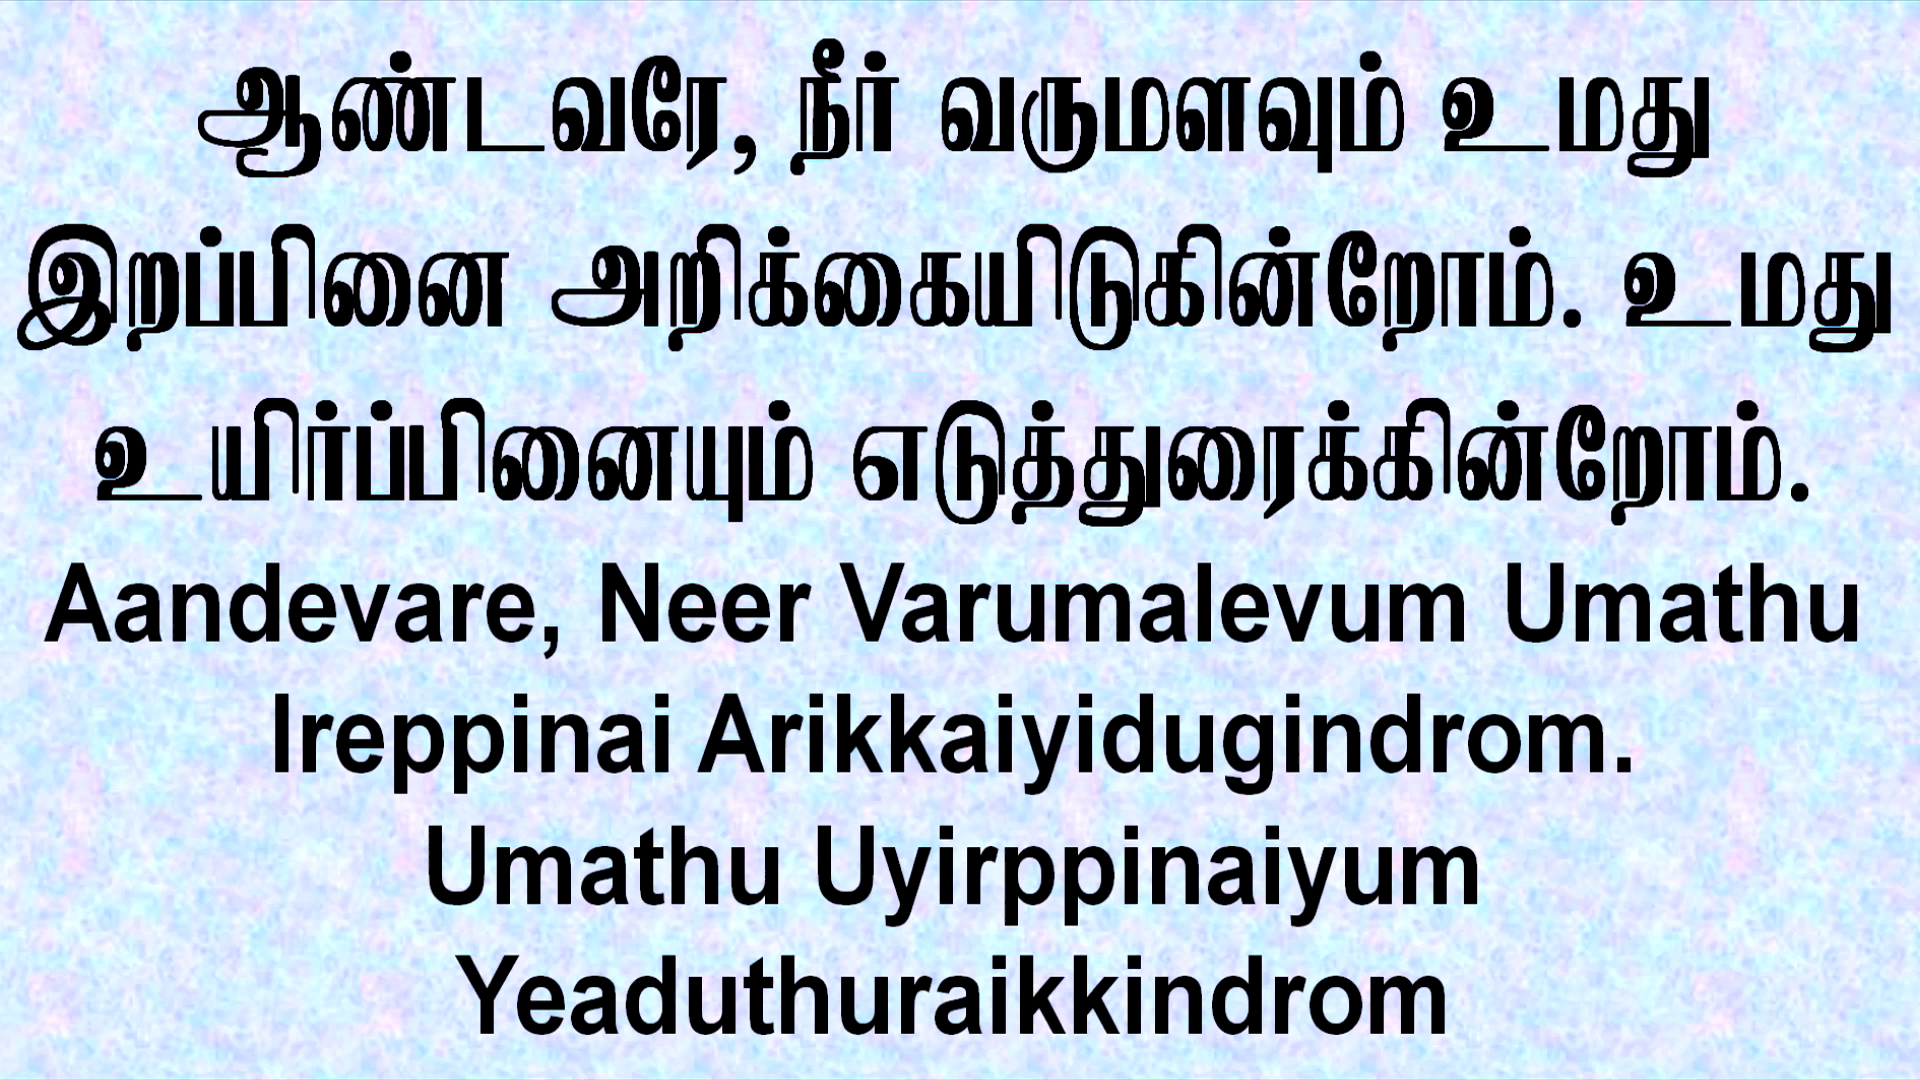 ஆண்டவரே, நீர் வருமளவும் உமது
இறப்பினை அறிக்கையிடுகின்றோம். உமது
உயிர்ப்பினையும் எடுத்துரைக்கின்றோம்.
Aandevare, Neer Varumalevum Umathu
Ireppinai Arikkaiyidugindrom.
Umathu Uyirppinaiyum
Yeaduthuraikkindrom